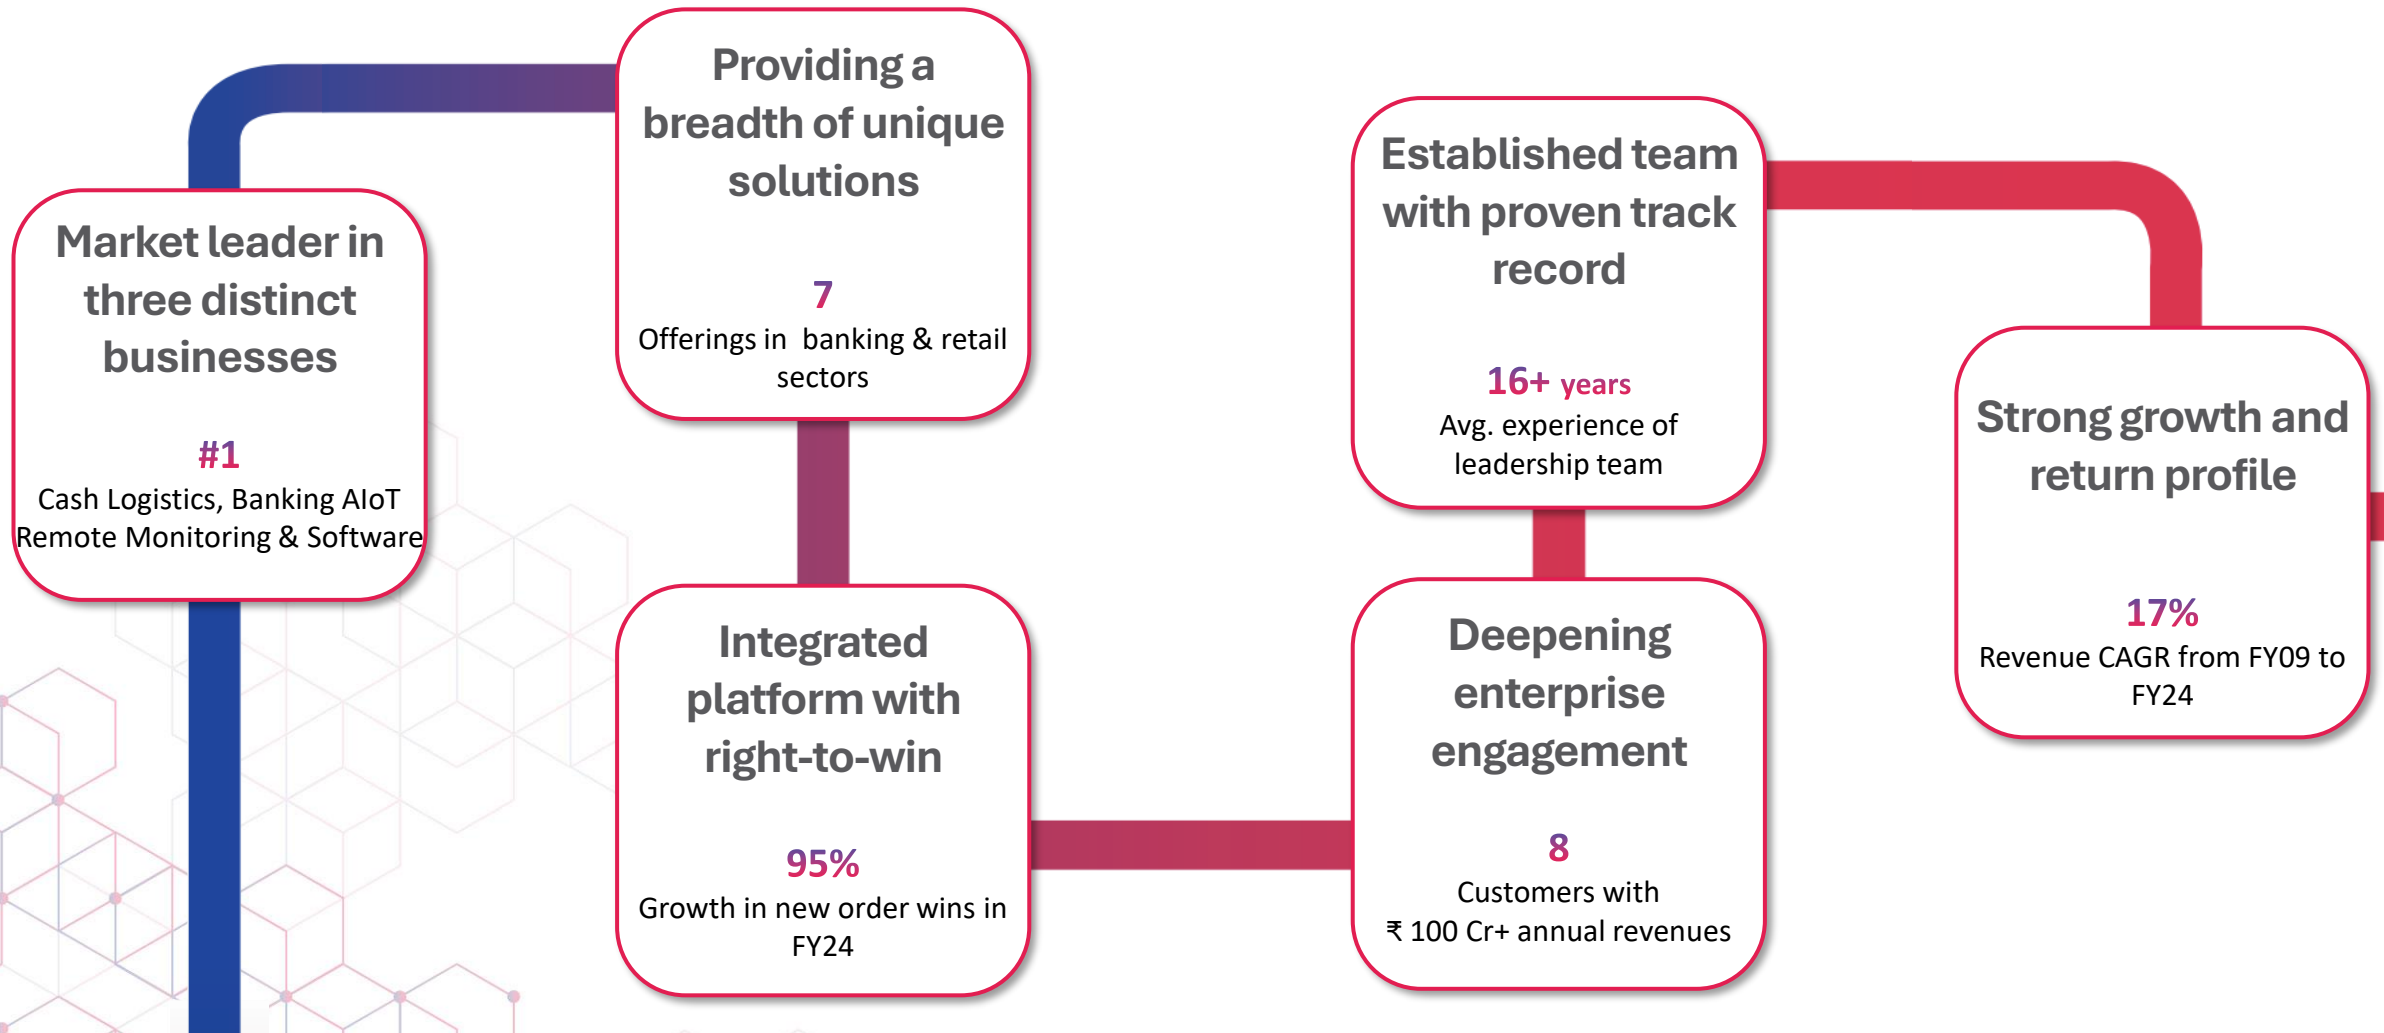 Market leader in
three distinct
businesses
#1
Cash Logistics, Banking AIoT
Remote Monitoring & Software
Providing a
breadth of unique
solutions
7
Offerings in  banking & retail
sectors
Integrated
platform with
right-to-win
95%
Growth in new order wins in
FY24
Deepening
enterprise
engagement
8
Customers with
₹ 100 Cr+ annual revenues
Established team
with proven track
record
16+ years
Avg. experience of
leadership team
Strong growth and
return profile
17%
Revenue CAGR from FY09 to
FY24